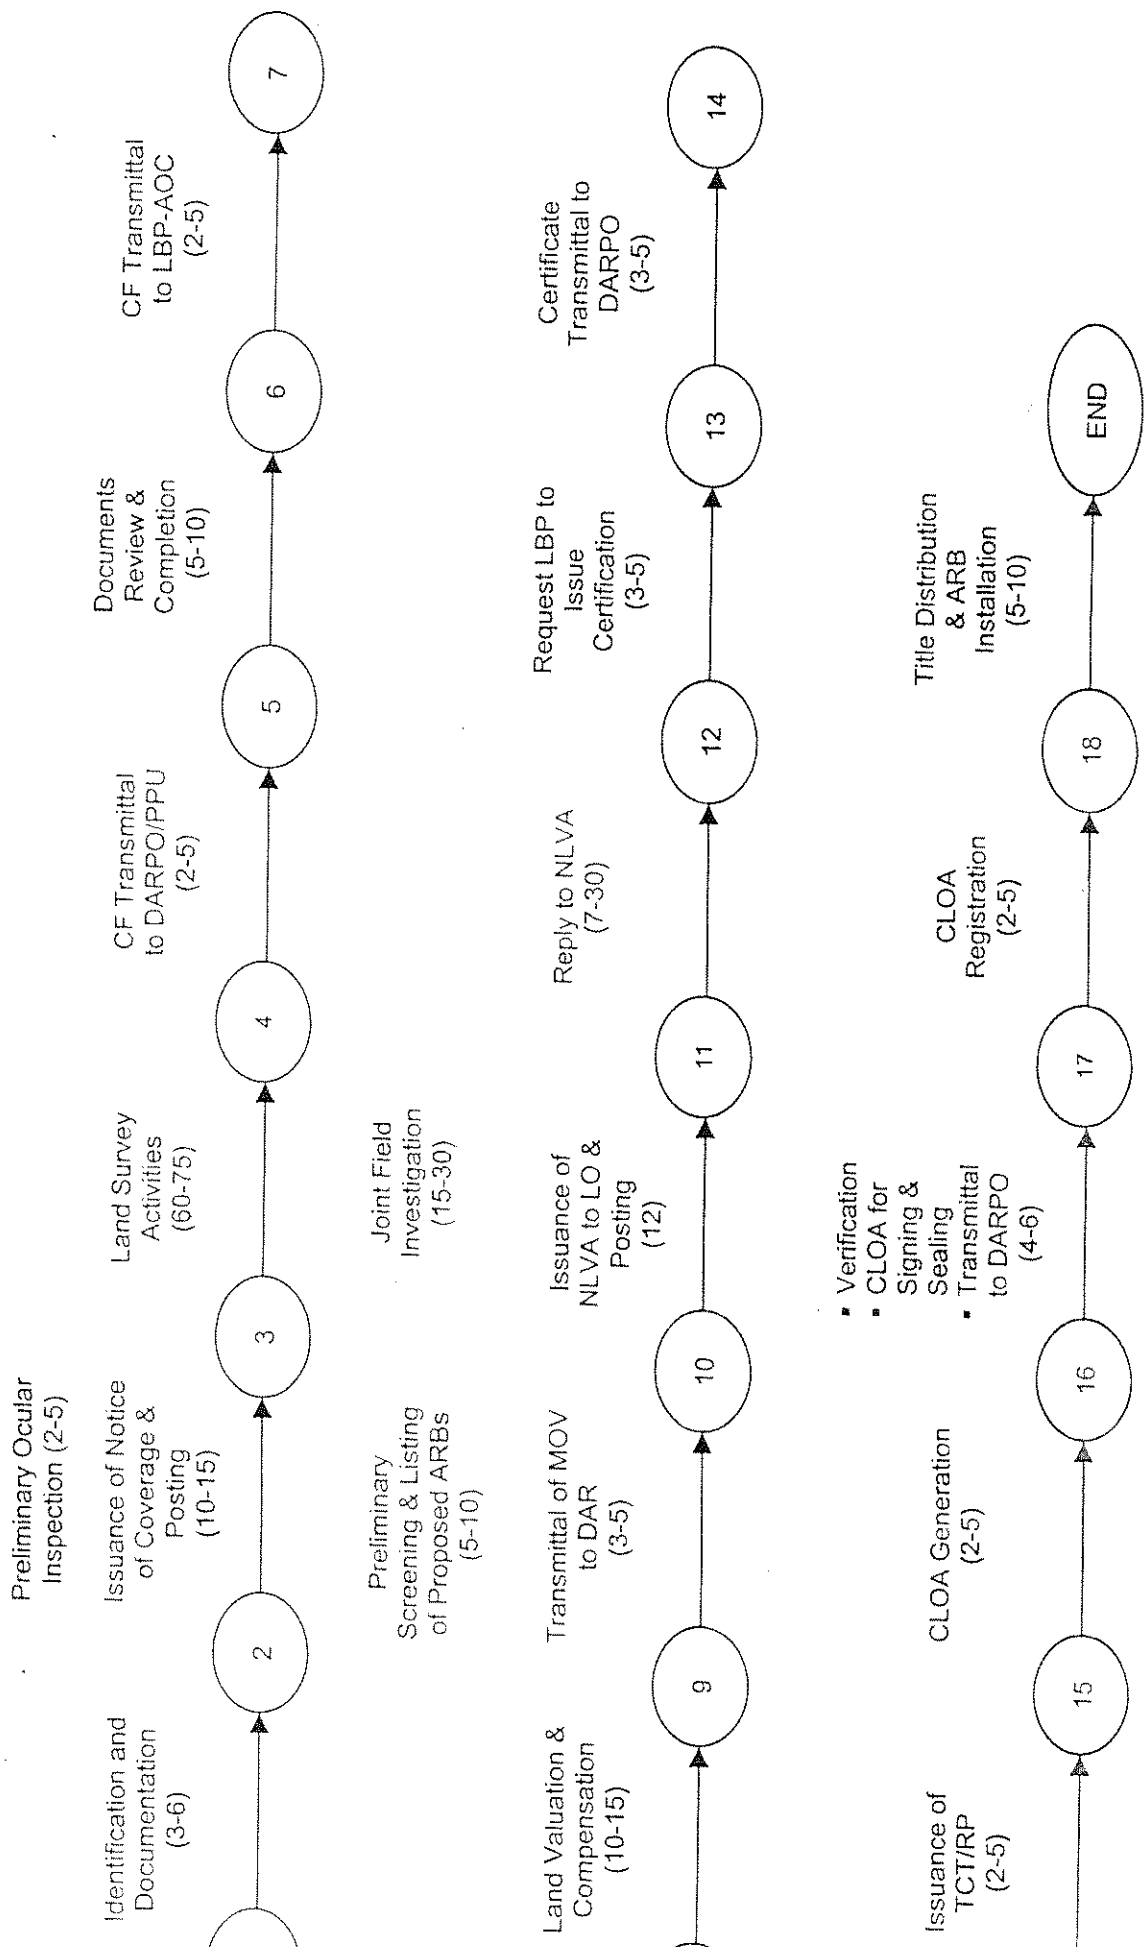 Preliminary Ocular
Inspection (2-5)
Identification and
Documentation
(3-6)
Issuance of Notice
of Coverage &
Posting
(10-15)
Land Survey
Activities
(60-75)
CF Transmittal
to DARPO/PPU
(2-5)
Documents
Review &
Completion
(5-10)
CF Transmittal
to LBP-AOC
(2-5)
2
3
4
5
6
7
Preliminary
Screening & Listing
of Proposed ARBs
(5-10)
Joint Field
Investigation
(15-30)
Land Valuation &
Compensation
(10-15)
Transmittal of MOV
to DAR
(3-5)
Issuance of
NLVA to LO &
Posting
(12)
Reply to NLVA
(7-30)
Request LBP to
Issue
Certification
(3-5)
Certificate
Transmittal to
DARPO
(3-5)
9
10
11
12
13
14
Issuance of
TCT/RP
(2-5)
CLOA Generation
(2-5)
▪ Verification
▪ CLOA for
Signing &
Sealing
▪ Transmittal
to DARPO
(4-6)
CLOA
Registration
(2-5)
Title Distribution
& ARB
Installation
(5-10)
15
16
17
18
END